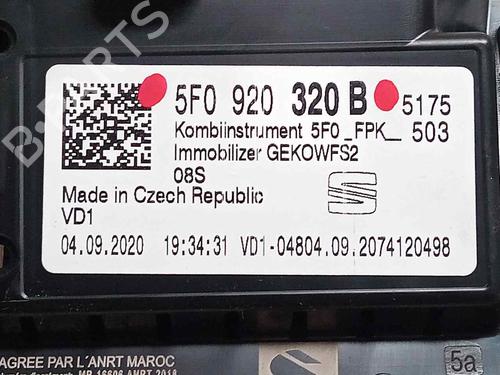 B-PARTS
5F0 920 320 B 5175
Kombiinstrument 5F0_FPK_ 503
Immobilizer GEKOWFS2
08S
Made in Czech Republic
VD1
04.09.2020 19:34:31 VD1-04804.09.2074120498
AGREE PAR L'ANRT MAROC
5a